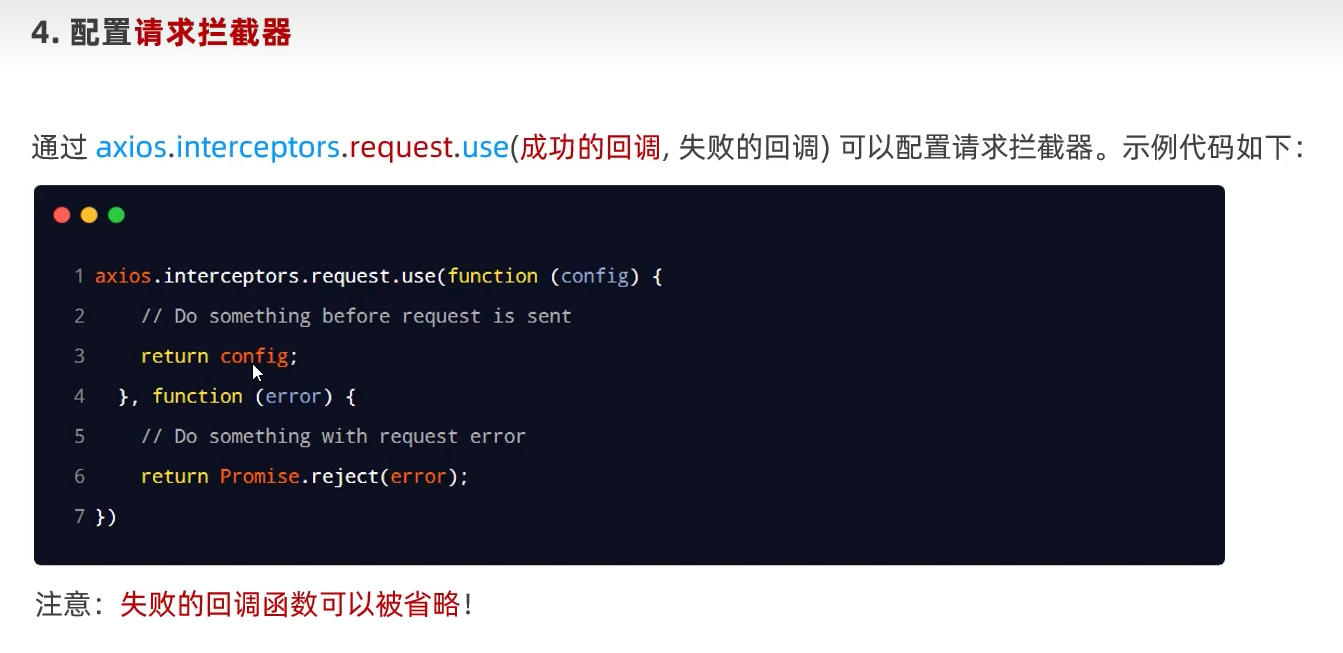 4. 配置请求拦截器
通过 axios.interceptors.request.use(成功的回调, 失败的回调) 可以配置请求拦截器。示例代码如下：
1 axios.interceptors.request.use(function (config) {
2 // Do something before request is sent
3 return config;
4 }, function (error) {
5 // Do something with request error
6 return Promise.reject(error);
7 })
注意：失败的回调函数可以被省略！